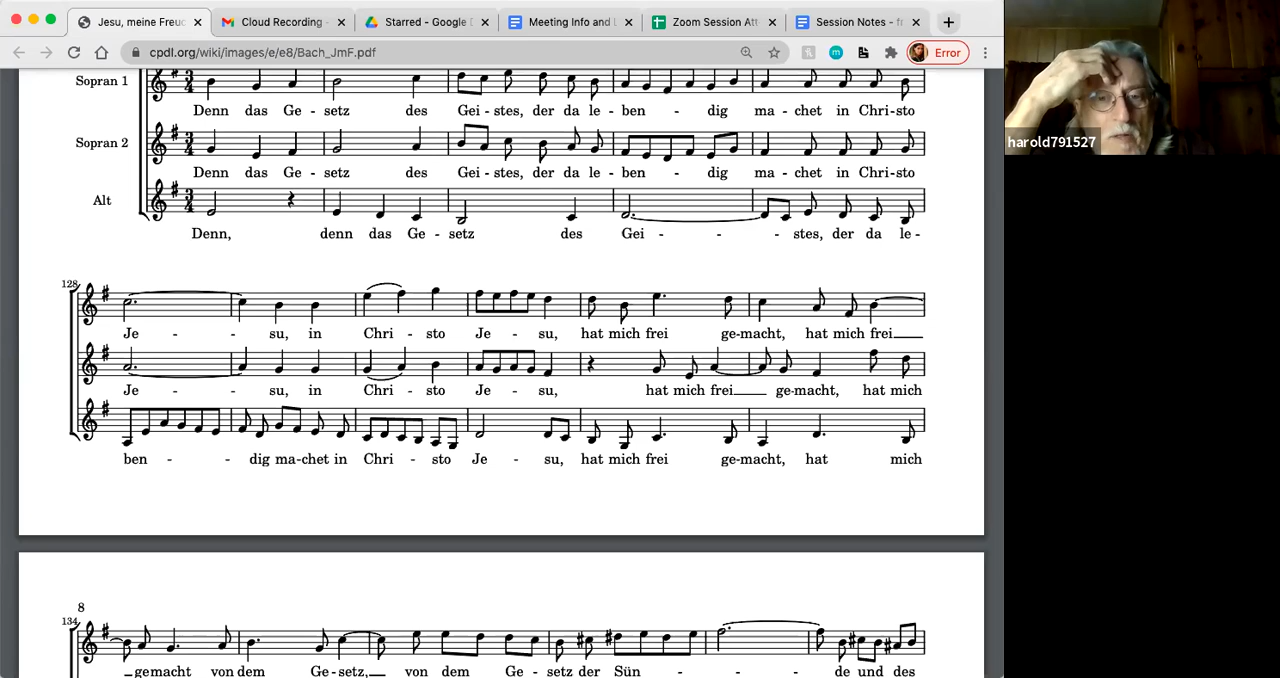 Jesu, meine Freuc
Cloud Recording -
Starred - Google D
Meeting Info and L
Zoom Session Att
Session Notes - fr
cpdl.org/wiki/images/e/e8/Bach_JmF.pdf
Error
harold791527
Sopran 1
Denn das Ge - setz des Gei - stes, der da le - ben - dig ma - chet in Chri - sto
Sopran 2
Denn das Ge - setz des Gei - stes, der da le - ben - dig ma - chet in Chri - sto
Alt
Denn, denn das Ge - setz des Gei - - - stes, der da le -
128
Je - - su, in Chri - sto Je - su, hat mich frei ge - macht, hat mich frei
Je - - su, in Chri - sto Je - su, hat mich frei ge - macht, hat mich
ben - - dig ma - chet in Chri - sto Je - su, hat mich frei ge - macht, hat mich
8
134
gemacht von dem Ge - setz, von dem Ge - setz der Sün - - - de und des